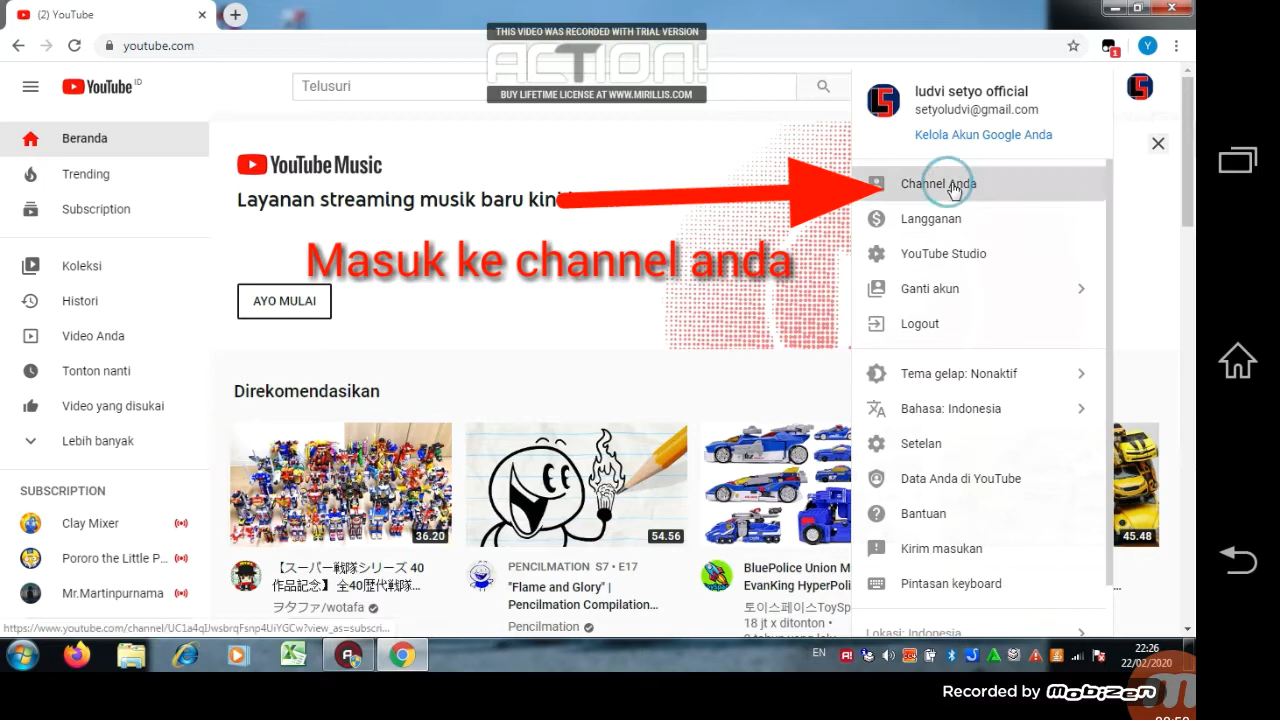 (2) YouTube
youtube.com
THIS VIDEO WAS RECORDED WITH TRIAL VERSION
ACTION!
BUY LIFETIME LICENSE AT WWW.MIRILLIS.COM
1
Y
YouTube ID
Telusuri
ludvi setyo official
setyoludvi@gmail.com
Kelola Akun Google Anda
Beranda
Trending
Subscription
Koleksi
Histori
Video Anda
Tonton nanti
Video yang disukai
Lebih banyak
SUBSCRIPTION
Clay Mixer
Pororo the Little P...
Mr.Martinpurnama
YouTube Music
Layanan streaming musik baru kini
Masuk ke channel anda
AYO MULAI
Channel Anda
Langganan
YouTube Studio
Ganti akun
Logout
Tema gelap: Nonaktif
Bahasa: Indonesia
Setelan
Data Anda di YouTube
Bantuan
Kirim masukan
Pintasan keyboard
Lokasi: Indonesia
Direkomendasikan
36.20
54.56
45.48
【スーパー戦隊シリーズ 40
作品記念】 全40歴代戦隊...
ヲタファ/wotafa
PENCILMATION S7 • E17
"Flame and Glory" |
Pencilmation Compilation...
Pencilmation
BluePolice Union M
EvanKing HyperPoli
토이스페이스ToySp
18 jt x ditonton •
https://www.youtube.com/channel/UC1a4qIJwsbrqFsnp4UiYGCw?view_as=subscri...
EN
22:26
22/02/2020
Recorded by Mobizen